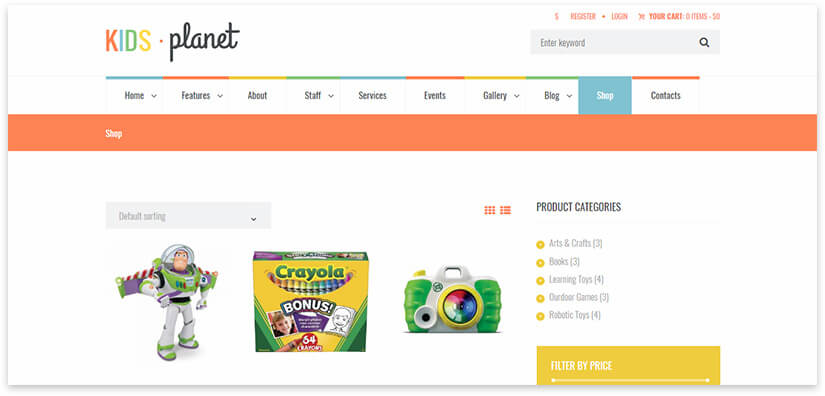 KIDS • planet
$ REGISTER • LOGIN YOUR CART: 0 ITEMS - $0
Enter keyword
Home Features About Staff Services Events Gallery Blog Shop Contacts
Shop
Default sorting
PRODUCT CATEGORIES
Arts & Crafts (3)
Books (3)
Learning Toys (4)
Ourdoor Games (3)
Robotic Toys (4)
Crayola
BONUS!
64
CRAYONS
FILTER BY PRICE